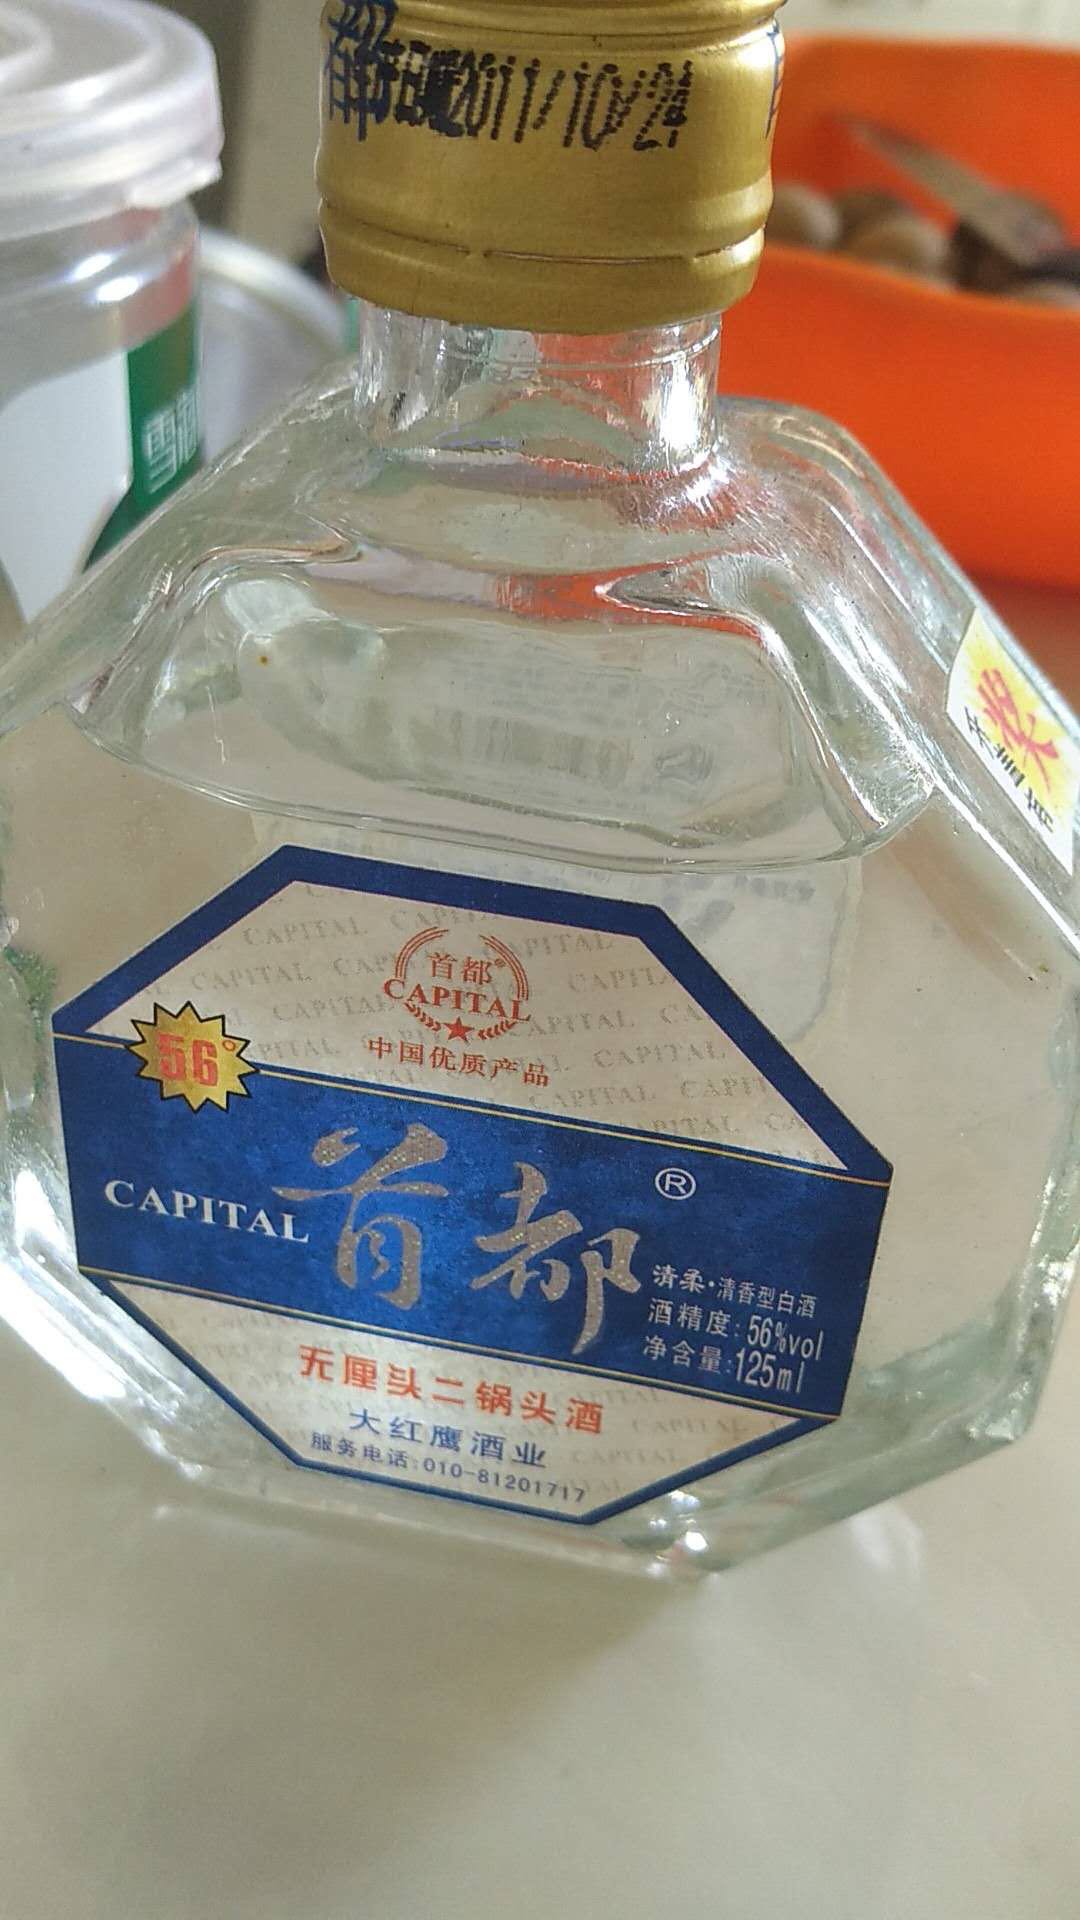 2011/10/24
雪
奖
首都®
CAPITAL
中国优质产品
56°
CAPITAL
首都®
清柔·清香型白酒
酒精度:56%vol
净含量:125ml
无厘头二锅头酒
大红鹰酒业
服务电话:010-81201717